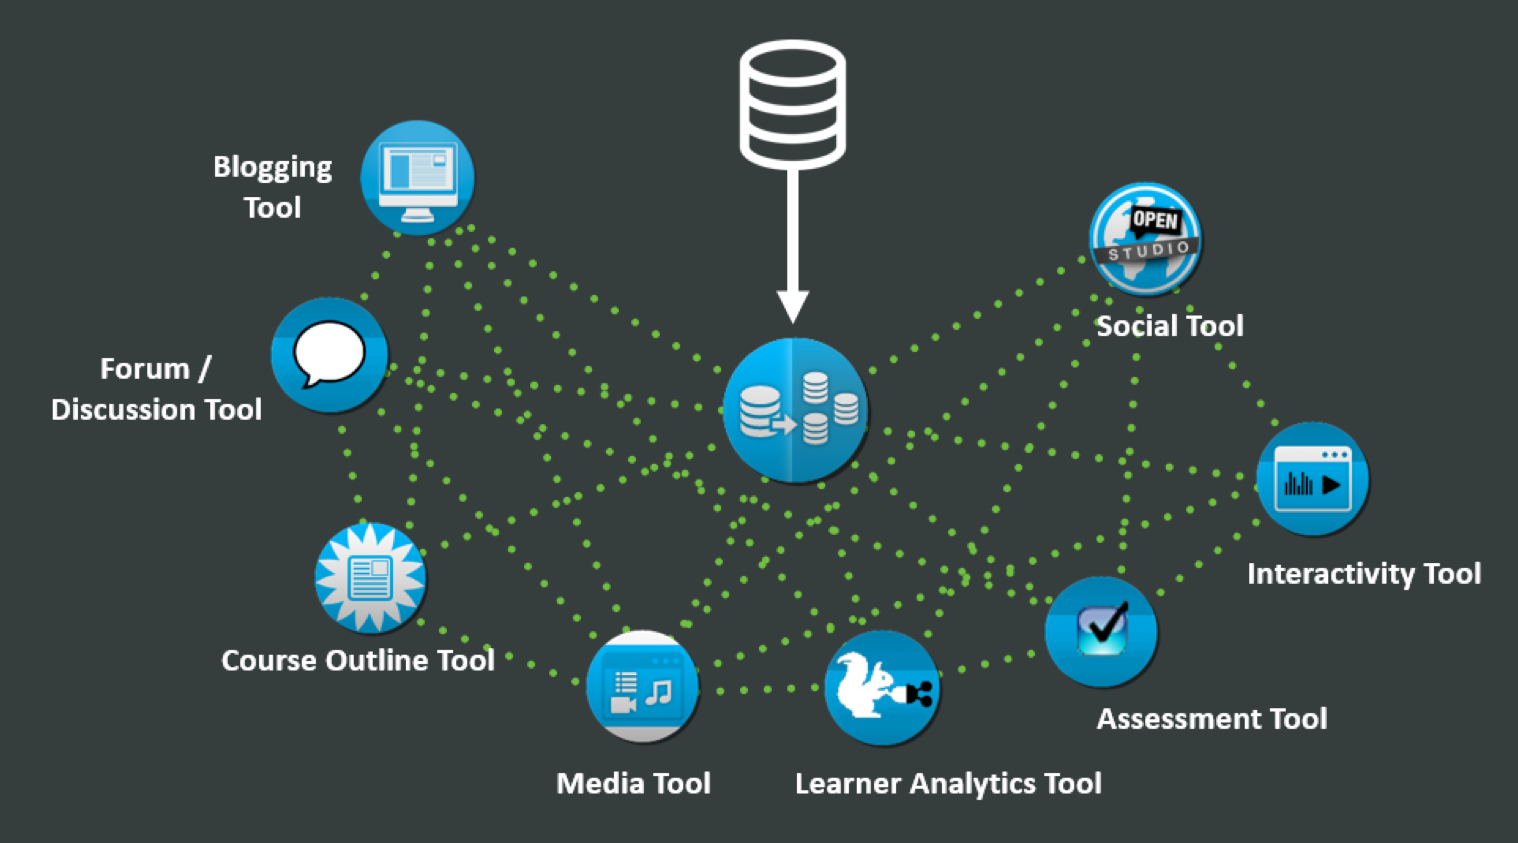 Blogging
Tool
OPEN
STUDIO
Social Tool
Forum /
Discussion Tool
Interactivity Tool
Course Outline Tool
Assessment Tool
Media Tool
Learner Analytics Tool